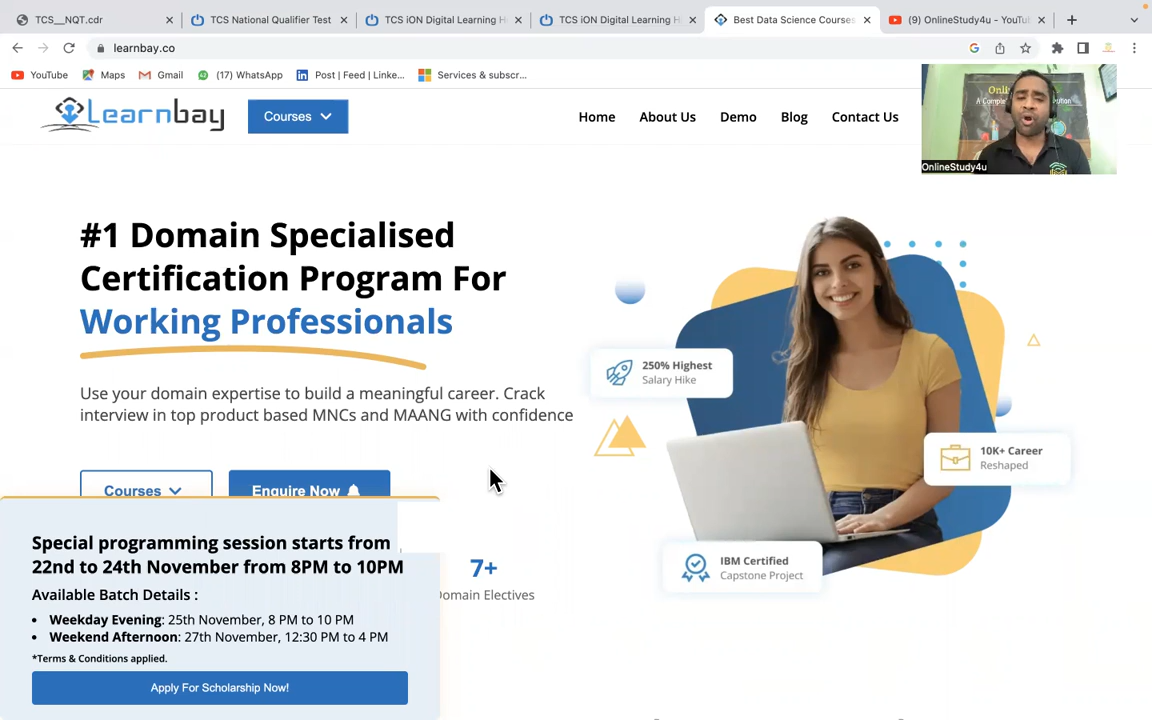 TCS__NQT.cdr
TCS National Qualifier Test
TCS iON Digital Learning H
TCS iON Digital Learning H
Best Data Science Courses
(9) OnlineStudy4u - YouTu
learnbay.co
YouTube
Maps
Gmail
(17) WhatsApp
Post | Feed | Linke...
Services & subscr...
Learnbay
Courses
Home
About Us
Demo
Blog
Contact Us
OnlineStudy4u
#1 Domain Specialised
Certification Program For
Working Professionals
Use your domain expertise to build a meaningful career. Crack
interview in top product based MNCs and MAANG with confidence
250% Highest
Salary Hike
10K+ Career
Reshaped
IBM Certified
Capstone Project
Courses
Enquire Now
7+
Domain Electives
Special programming session starts from
22nd to 24th November from 8PM to 10PM
Available Batch Details :
• Weekday Evening: 25th November, 8 PM to 10 PM
• Weekend Afternoon: 27th November, 12:30 PM to 4 PM
*Terms & Conditions applied.
Apply For Scholarship Now!